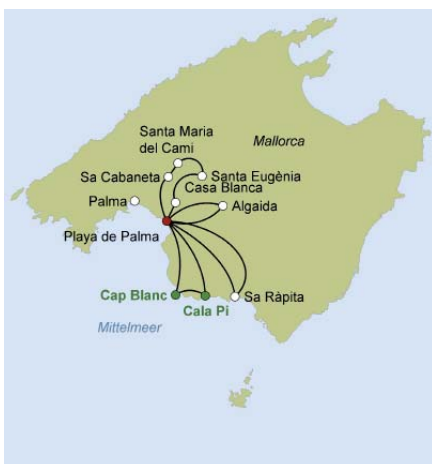 Santa Maria
del Cami
Mallorca
Sa Cabaneta
Santa Eugènia
Casa Blanca
Palma
Algaida
Playa de Palma
Cap Blanc
Sa Ràpita
Cala Pi
Mittelmeer